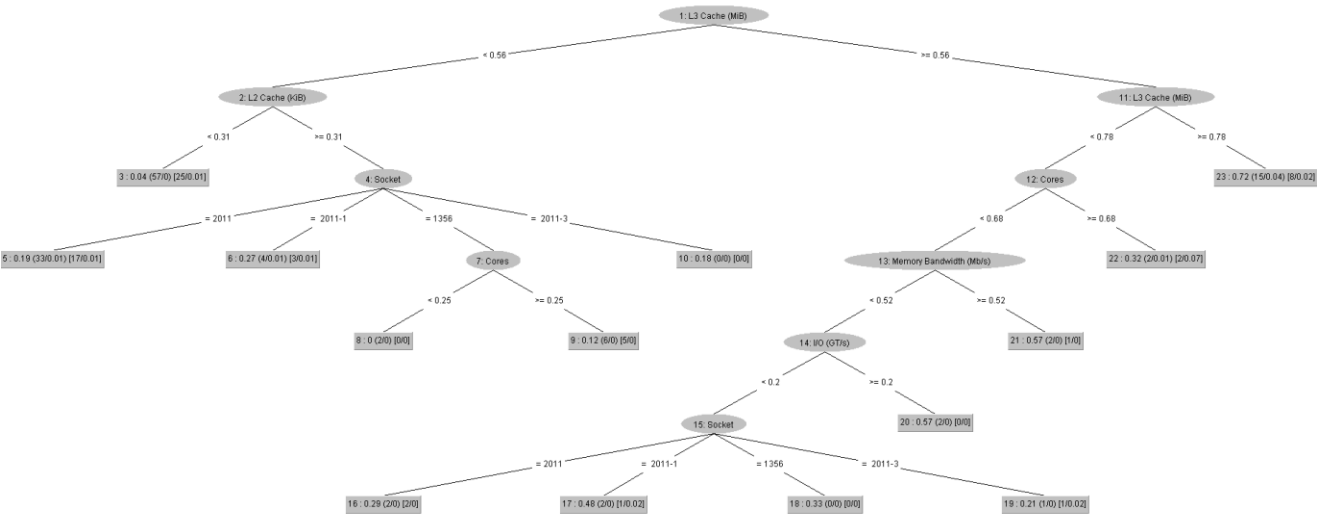 1: L3 Cache (MiB)
< 0.56
>= 0.56
2: L2 Cache (KiB)
11: L3 Cache (MiB)
< 0.31
>= 0.31
< 0.78
>= 0.78
3 : 0.04 (57/0) [25/0.01]
4: Socket
12: Cores
23 : 0.72 (15/0.04) [8/0.02]
= 2011
= 2011-1
= 1356
= 2011-3
< 0.68
>= 0.68
5 : 0.19 (33/0.01) [17/0.01]
6 : 0.27 (4/0.01) [3/0.01]
7: Cores
10 : 0.18 (0/0) [0/0]
13: Memory Bandwidth (Mb/s)
22 : 0.32 (2/0.01) [2/0.07]
< 0.25
>= 0.25
< 0.52
>= 0.52
8 : 0 (2/0) [0/0]
9 : 0.12 (6/0) [5/0]
14: I/O (GT/s)
21 : 0.57 (2/0) [1/0]
< 0.2
>= 0.2
15: Socket
20 : 0.57 (2/0) [0/0]
= 2011
= 2011-1
= 1356
= 2011-3
16 : 0.29 (2/0) [2/0]
17 : 0.48 (2/0) [1/0.02]
18 : 0.33 (0/0) [0/0]
19 : 0.21 (1/0) [1/0.02]